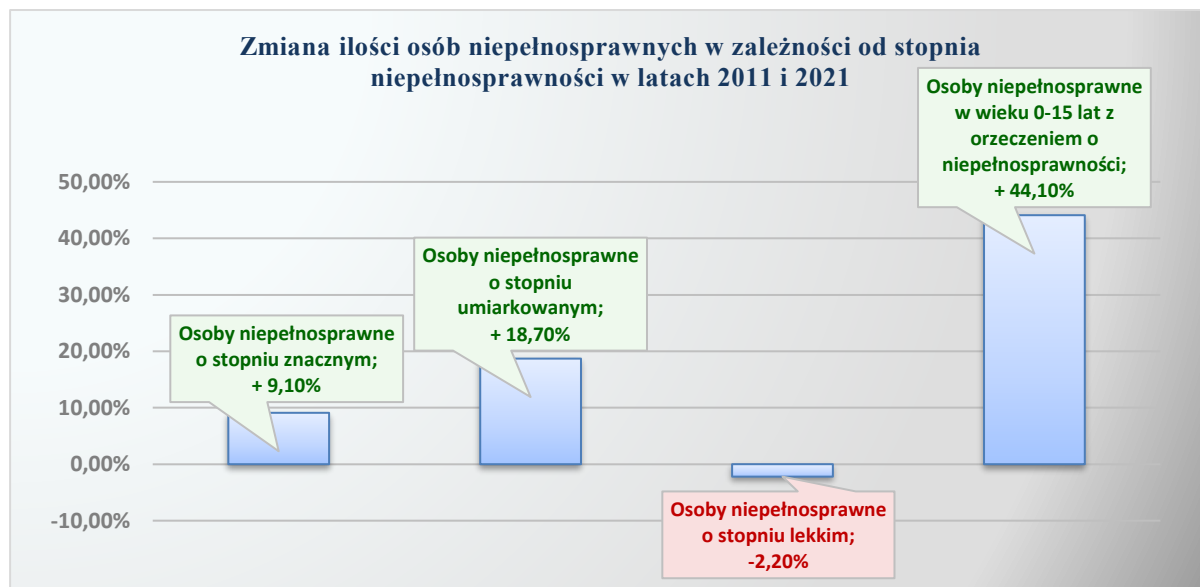 Zmiana ilości osób niepełnosprawnych w zależności od stopnia
niepełnosprawności w latach 2011 i 2021
50,00%
40,00%
30,00%
20,00%
10,00%
0,00%
-10,00%
Osoby niepełnosprawne
o stopniu znacznym;
+ 9,10%
Osoby niepełnosprawne
o stopniu
umiarkowanym;
+ 18,70%
Osoby niepełnosprawne
o stopniu lekkim;
-2,20%
Osoby niepełnosprawne
w wieku 0-15 lat z
orzeczeniem o
niepełnosprawności;
+ 44,10%